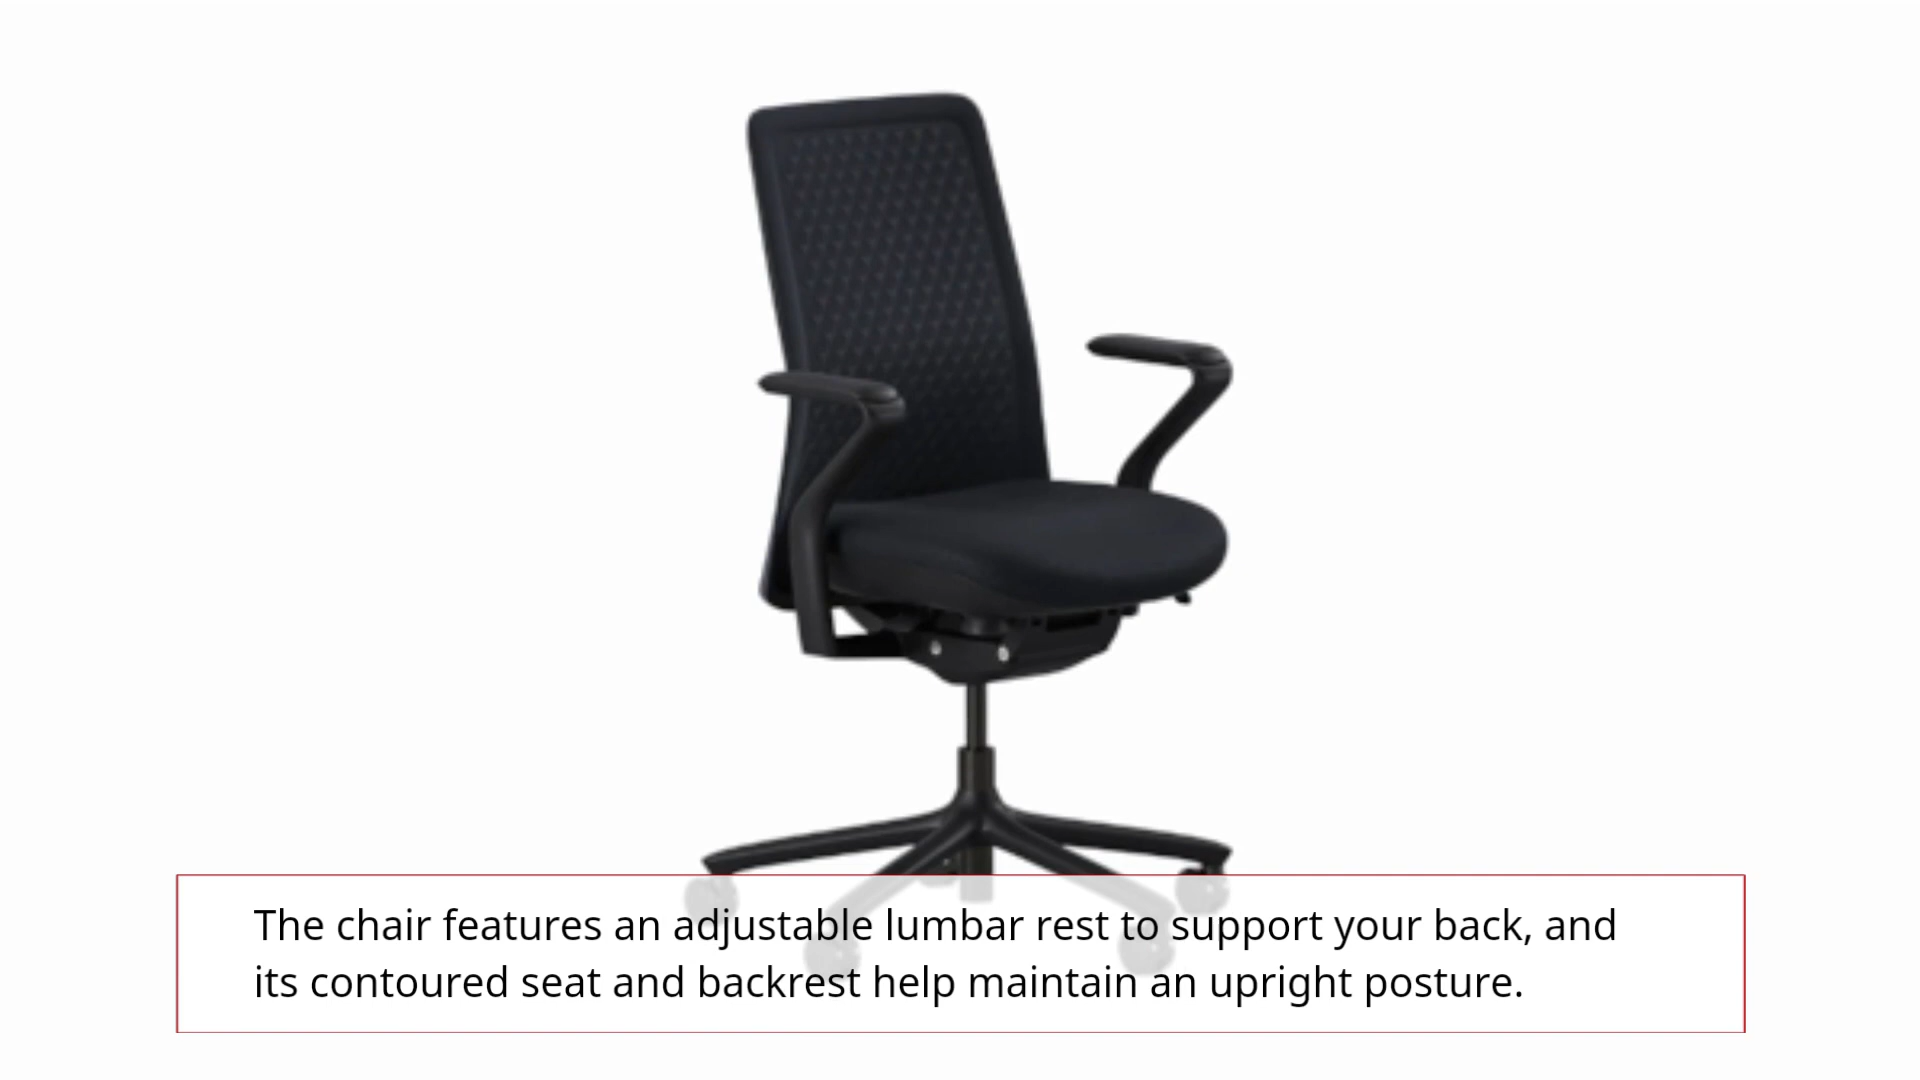 The chair features an adjustable lumbar rest to support your back, and
its contoured seat and backrest help maintain an upright posture.